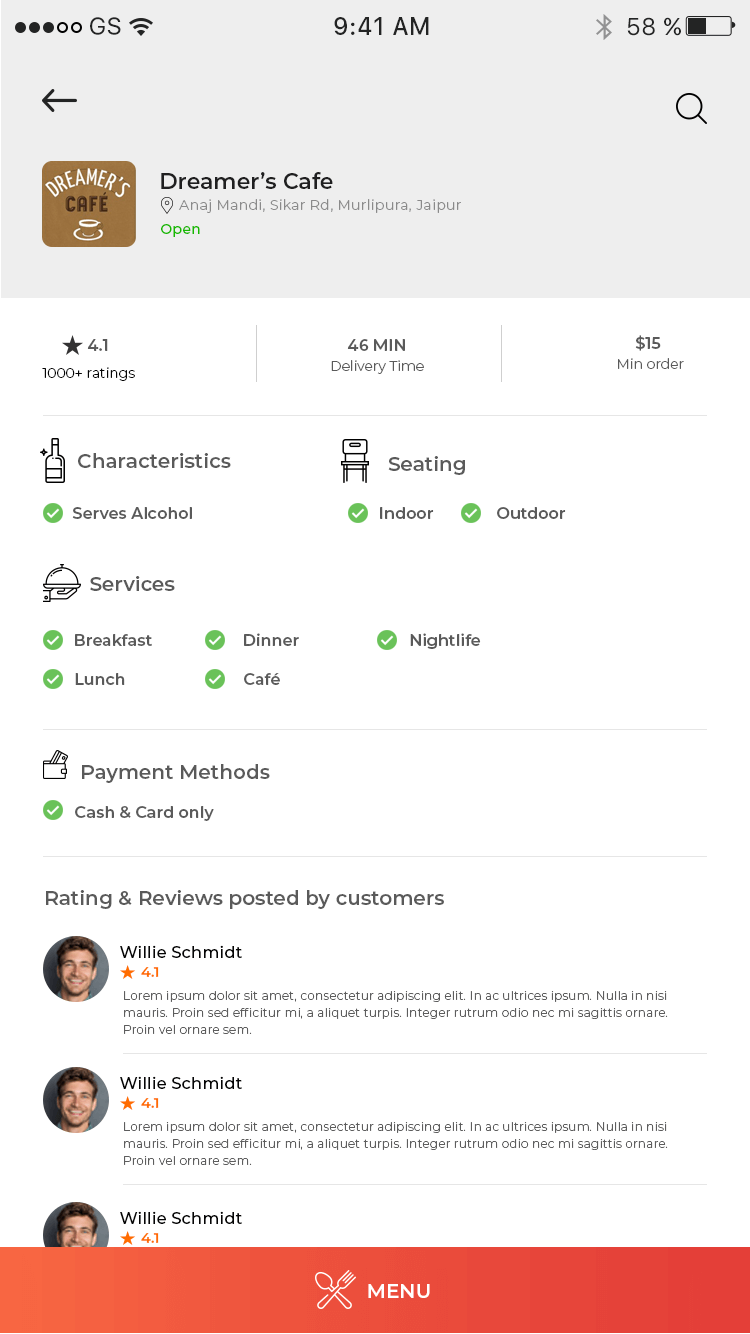 GS 9:41 AM 58 %
DREAMER'S
CAFÉ
Dreamer’s Cafe
Anaj Mandi, Sikar Rd, Murlipura, Jaipur
Open
4.1 46 MIN $15
1000+ ratings Delivery Time Min order
Characteristics Seating
Serves Alcohol Indoor Outdoor
Services
Breakfast Dinner Nightlife
Lunch Café
Payment Methods
Cash & Card only
Rating & Reviews posted by customers
Willie Schmidt
4.1
Lorem ipsum dolor sit amet, consectetur adipiscing elit. In ac ultrices ipsum. Nulla in nisi
mauris. Proin sed efficitur mi, a aliquet turpis. Integer rutrum odio nec mi sagittis ornare.
Proin vel ornare sem.
Willie Schmidt
4.1
Lorem ipsum dolor sit amet, consectetur adipiscing elit. In ac ultrices ipsum. Nulla in nisi
mauris. Proin sed efficitur mi, a aliquet turpis. Integer rutrum odio nec mi sagittis ornare.
Proin vel ornare sem.
Willie Schmidt
4.1
MENU